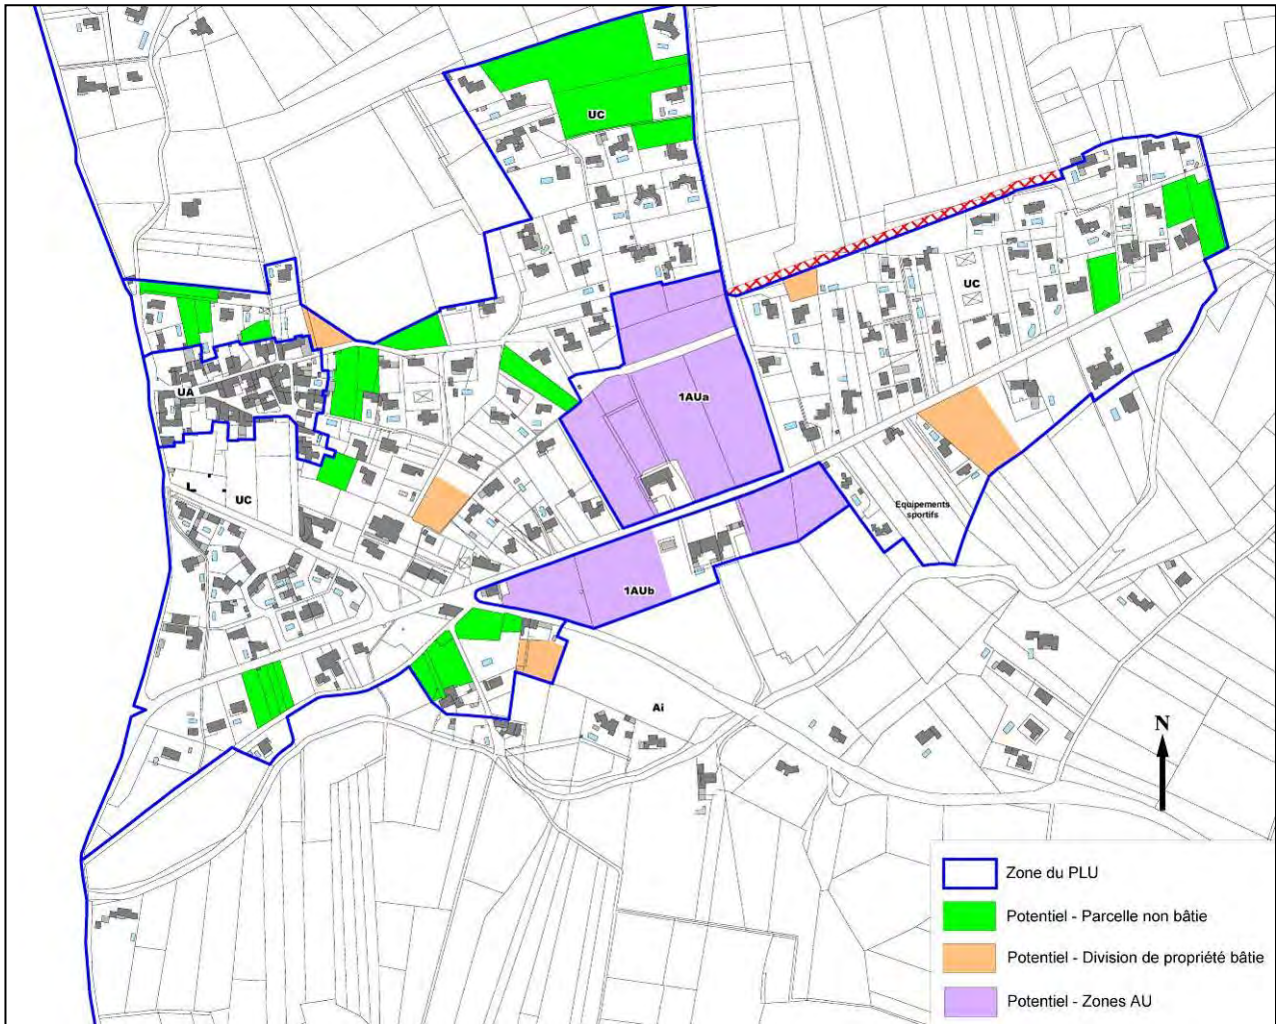 UC
UC
UA
1AUa
UC
Equipements
sportifs
1AUb
Ai
N
Zone du PLU
Potentiel - Parcelle non bâtie
Potentiel - Division de propriété bâtie
Potentiel - Zones AU